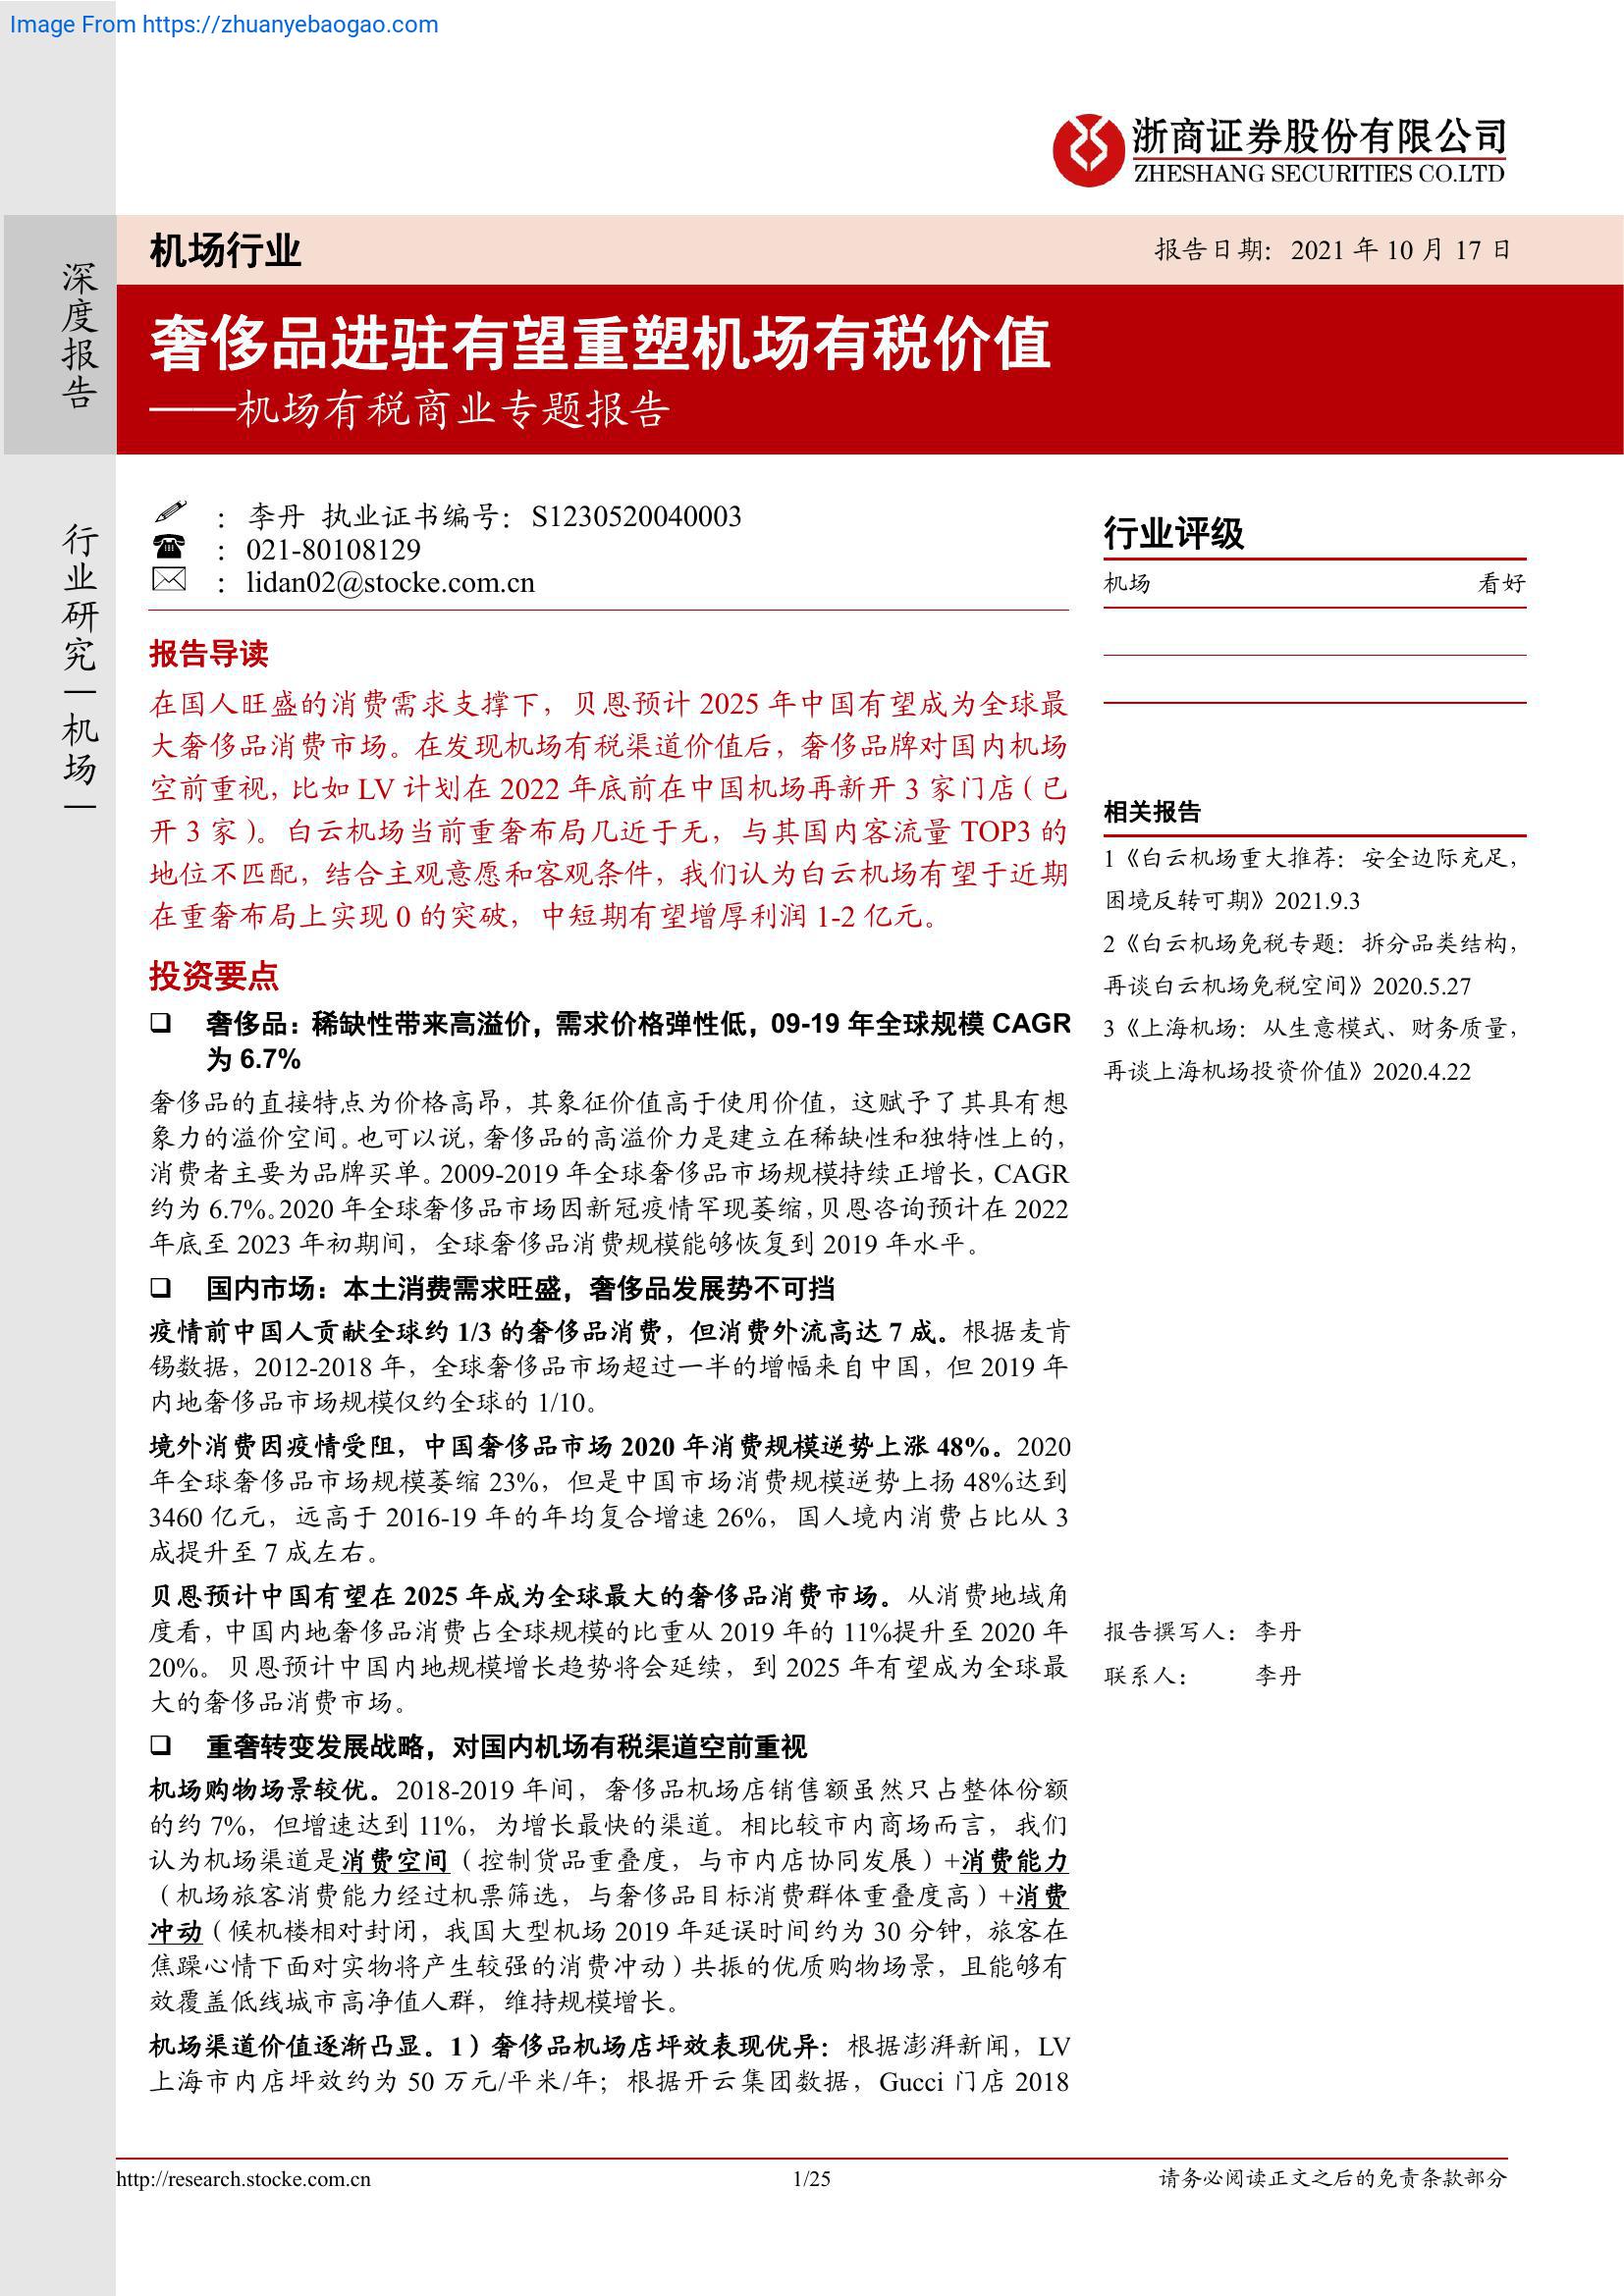 Image From https://zhuanyebaogao.com
浙商证券股份有限公司
ZHESHANG SECURITIES CO.LTD
深度报告
机场行业
报告日期：2021 年 10 月 17 日
奢侈品进驻有望重塑机场有税价值
——机场有税商业专题报告
行业研究—机场—
：李丹 执业证书编号：S1230520040003
：021-80108129
：lidan02@stocke.com.cn
报告导读
在国人旺盛的消费需求支撑下，贝恩预计 2025 年中国有望成为全球最
大奢侈品消费市场。在发现机场有税渠道价值后，奢侈品牌对国内机场
空前重视，比如 LV 计划在 2022 年底前在中国机场再新开 3 家门店（已
开 3 家）。白云机场当前重奢布局几近于无，与其国内客流量 TOP3 的
地位不匹配，结合主观意愿和客观条件，我们认为白云机场有望于近期
在重奢布局上实现 0 的突破，中短期有望增厚利润 1-2 亿元。
投资要点
❑ 奢侈品：稀缺性带来高溢价，需求价格弹性低，09-19 年全球规模 CAGR
为 6.7%
奢侈品的直接特点为价格高昂，其象征价值高于使用价值，这赋予了其具有想
象力的溢价空间。也可以说，奢侈品的高溢价力是建立在稀缺性和独特性上的，
消费者主要为品牌买单。2009-2019 年全球奢侈品市场规模持续正增长，CAGR
约为 6.7%。2020 年全球奢侈品市场因新冠疫情罕现萎缩，贝恩咨询预计在 2022
年底至 2023 年初期间，全球奢侈品消费规模能够恢复到 2019 年水平。
❑ 国内市场：本土消费需求旺盛，奢侈品发展势不可挡
疫情前中国人贡献全球约 1/3 的奢侈品消费，但消费外流高达 7 成。根据麦肯
锡数据，2012-2018 年，全球奢侈品市场超过一半的增幅来自中国，但 2019 年
内地奢侈品市场规模仅约全球的 1/10。
境外消费因疫情受阻，中国奢侈品市场 2020 年消费规模逆势上涨 48%。2020
年全球奢侈品市场规模萎缩 23%，但是中国市场消费规模逆势上扬 48%达到
3460 亿元，远高于 2016-19 年的年均复合增速 26%，国人境内消费占比从 3
成提升至 7 成左右。
贝恩预计中国有望在 2025 年成为全球最大的奢侈品消费市场。从消费地域角
度看，中国内地奢侈品消费占全球规模的比重从 2019 年的 11%提升至 2020 年
20%。贝恩预计中国内地规模增长趋势将会延续，到 2025 年有望成为全球最
大的奢侈品消费市场。
❑ 重奢转变发展战略，对国内机场有税渠道空前重视
机场购物场景较优。2018-2019 年间，奢侈品机场店销售额虽然只占整体份额
的约 7%，但增速达到 11%，为增长最快的渠道。相比较市内商场而言，我们
认为机场渠道是消费空间（控制货品重叠度，与市内店协同发展）+消费能力
（机场旅客消费能力经过机票筛选，与奢侈品目标消费群体重叠度高）+消费
冲动（候机楼相对封闭，我国大型机场 2019 年延误时间约为 30 分钟，旅客在
焦躁心情下面对实物将产生较强的消费冲动）共振的优质购物场景，且能够有
效覆盖低线城市高净值人群，维持规模增长。
机场渠道价值逐渐凸显。1）奢侈品机场店坪效表现优异：根据澎湃新闻，LV
上海市内店坪效约为 50 万元/平米/年；根据开云集团数据，Gucci 门店 2018
行业评级
机场 看好
相关报告
1《白云机场重大推荐：安全边际充足，
困境反转可期》2021.9.3
2《白云机场免税专题：拆分品类结构，
再谈白云机场免税空间》2020.5.27
3《上海机场：从生意模式、财务质量，
再谈上海机场投资价值》2020.4.22
报告撰写人：李丹
联系人： 李丹
http://research.stocke.com.cn
1/25
请务必阅读正文之后的免责条款部分